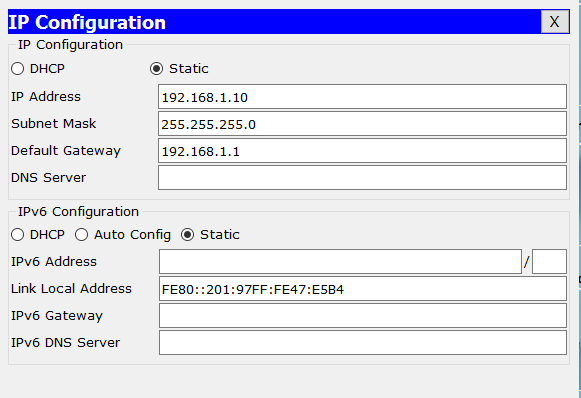 IP Configuration X
IP Configuration
DHCP Static
IP Address 192.168.1.10
Subnet Mask 255.255.255.0
Default Gateway 192.168.1.1
DNS Server
IPv6 Configuration
DHCP Auto Config Static
IPv6 Address /
Link Local Address FE80::201:97FF:FE47:E5B4
IPv6 Gateway
IPv6 DNS Server